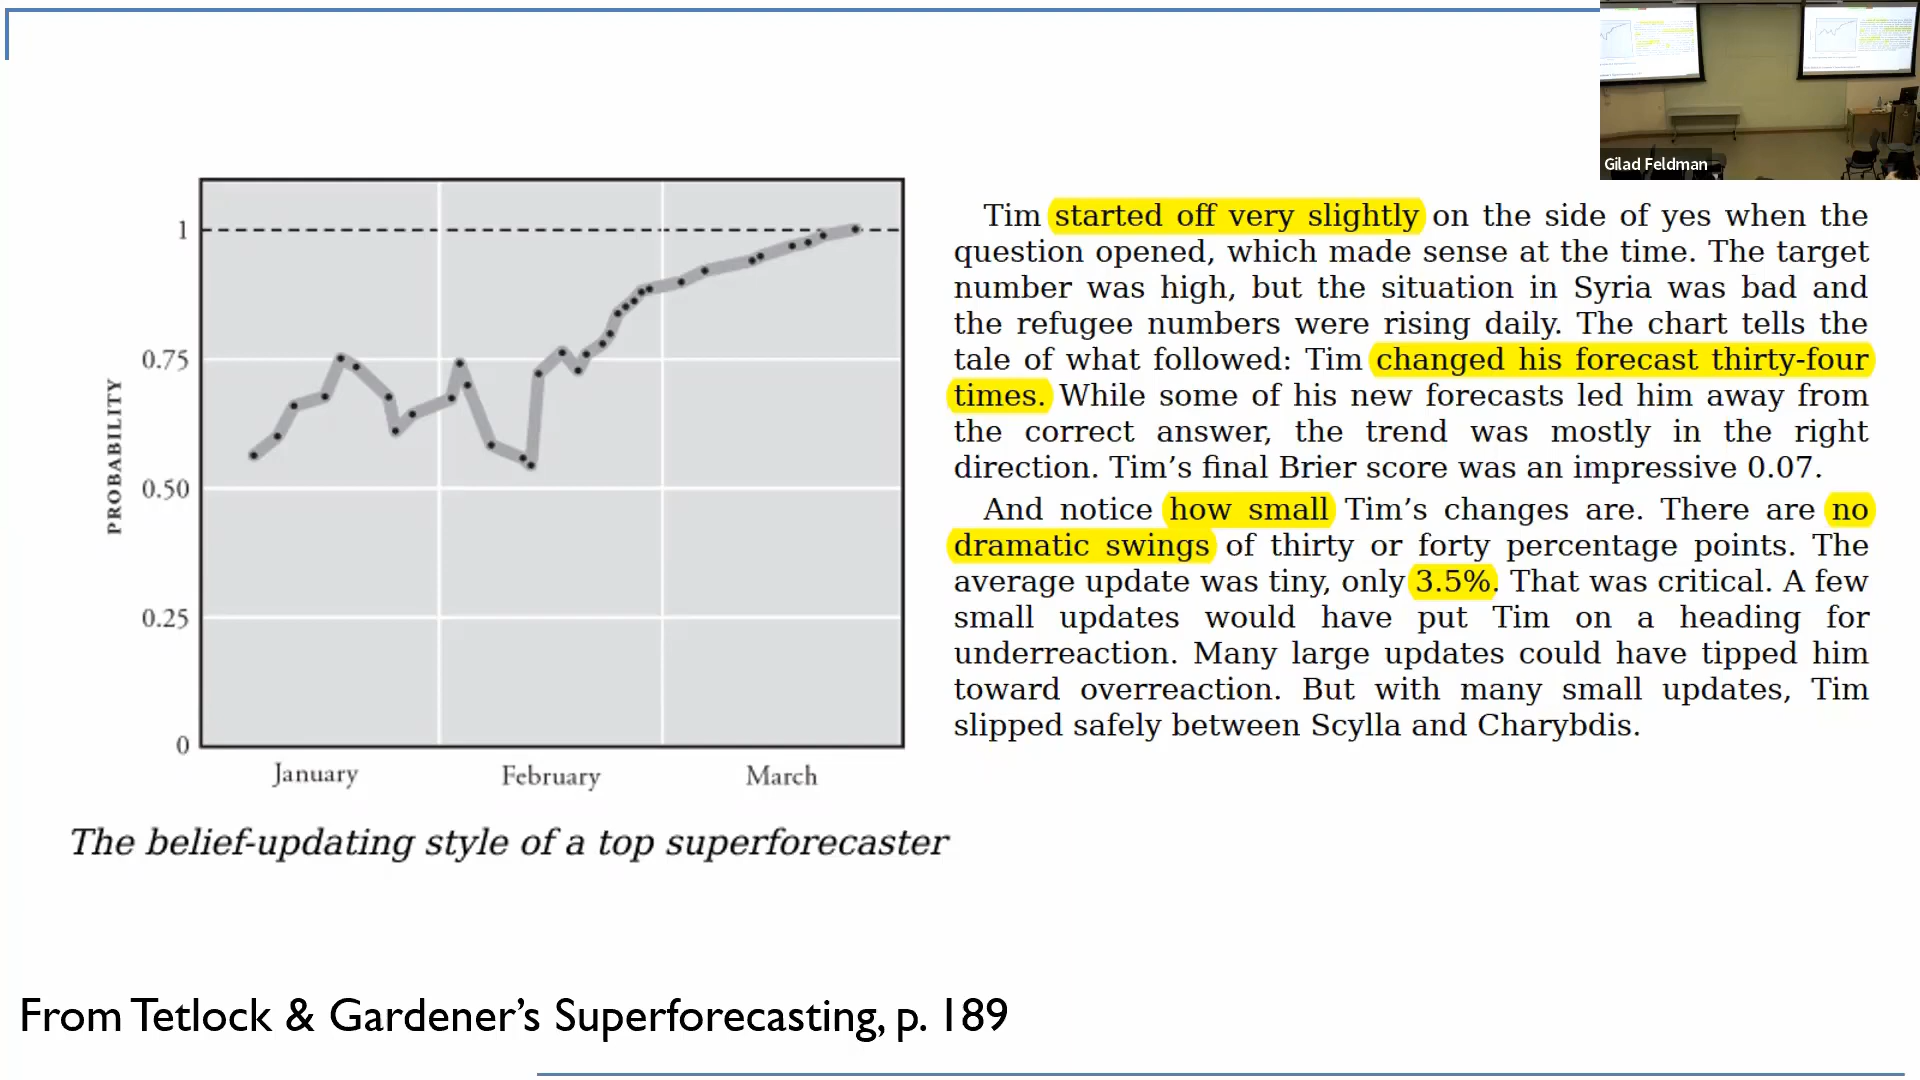 Gilad Feldman
1
0.75
0.50
0.25
0
PROBABILITY
January
February
March
The belief-updating style of a top superforecaster
Tim started off very slightly on the side of yes when the
question opened, which made sense at the time. The target
number was high, but the situation in Syria was bad and
the refugee numbers were rising daily. The chart tells the
tale of what followed: Tim changed his forecast thirty-four
times. While some of his new forecasts led him away from
the correct answer, the trend was mostly in the right
direction. Tim’s final Brier score was an impressive 0.07.
And notice how small Tim’s changes are. There are no
dramatic swings of thirty or forty percentage points. The
average update was tiny, only 3.5%. That was critical. A few
small updates would have put Tim on a heading for
underreaction. Many large updates could have tipped him
toward overreaction. But with many small updates, Tim
slipped safely between Scylla and Charybdis.
From Tetlock & Gardener’s Superforecasting, p. 189